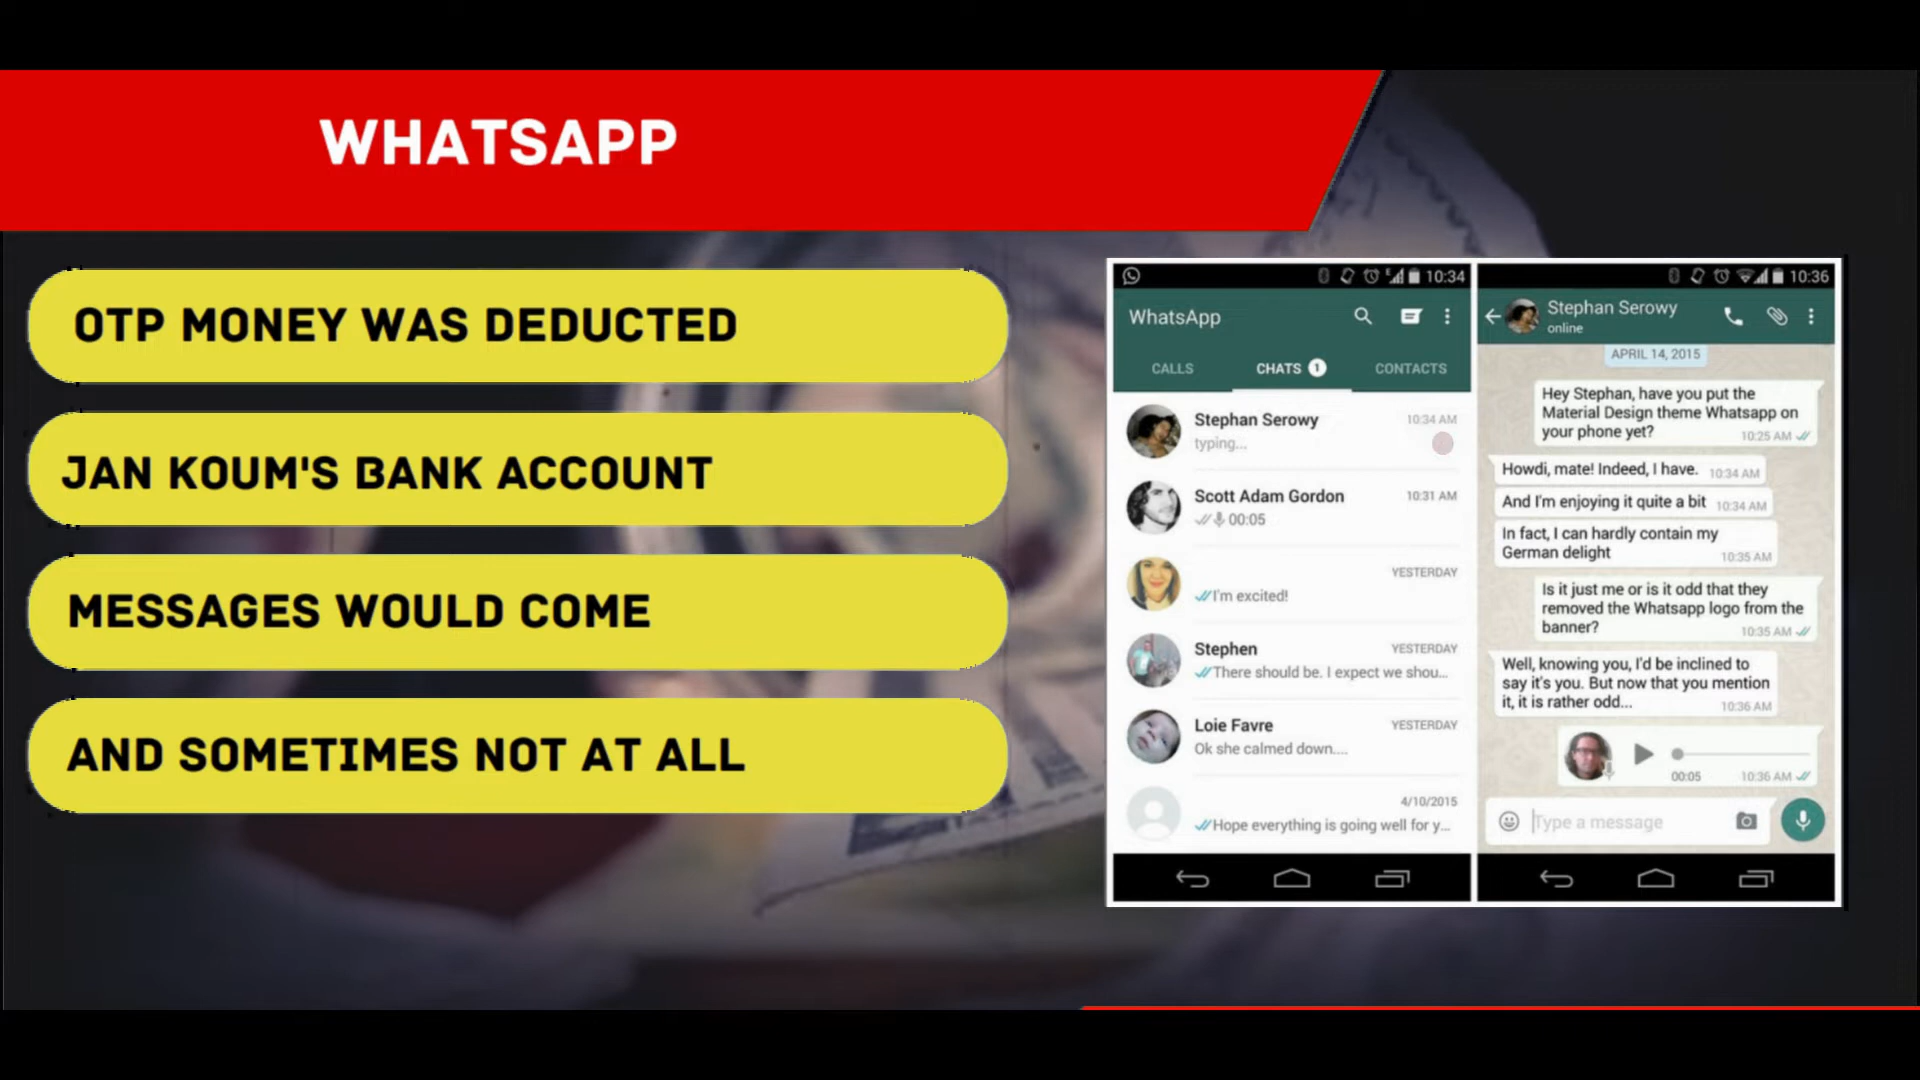 WHATSAPP
OTP MONEY WAS DEDUCTED
JAN KOUM'S BANK ACCOUNT
MESSAGES WOULD COME
AND SOMETIMES NOT AT ALL
10:34
WhatsApp
CALLS CHATS 1 CONTACTS
Stephan Serowy 10:34 AM
typing...
Scott Adam Gordon 10:31 AM
00:05
YESTERDAY
I'm excited!
Stephen YESTERDAY
There should be. I expect we shou...
Loie Favre YESTERDAY
Ok she calmed down....
4/10/2015
Hope everything is going well for y...
10:36
Stephan Serowy
online
APRIL 14, 2015
Hey Stephan, have you put the
Material Design theme Whatsapp on
your phone yet? 10:25 AM
Howdi, mate! Indeed, I have. 10:34 AM
And I'm enjoying it quite a bit 10:34 AM
In fact, I can hardly contain my
German delight 10:35 AM
Is it just me or is it odd that they
removed the Whatsapp logo from the
banner? 10:35 AM
Well, knowing you, I'd be inclined to
say it's you. But now that you mention
it, it is rather odd... 10:36 AM
00:05 10:36 AM
Type a message